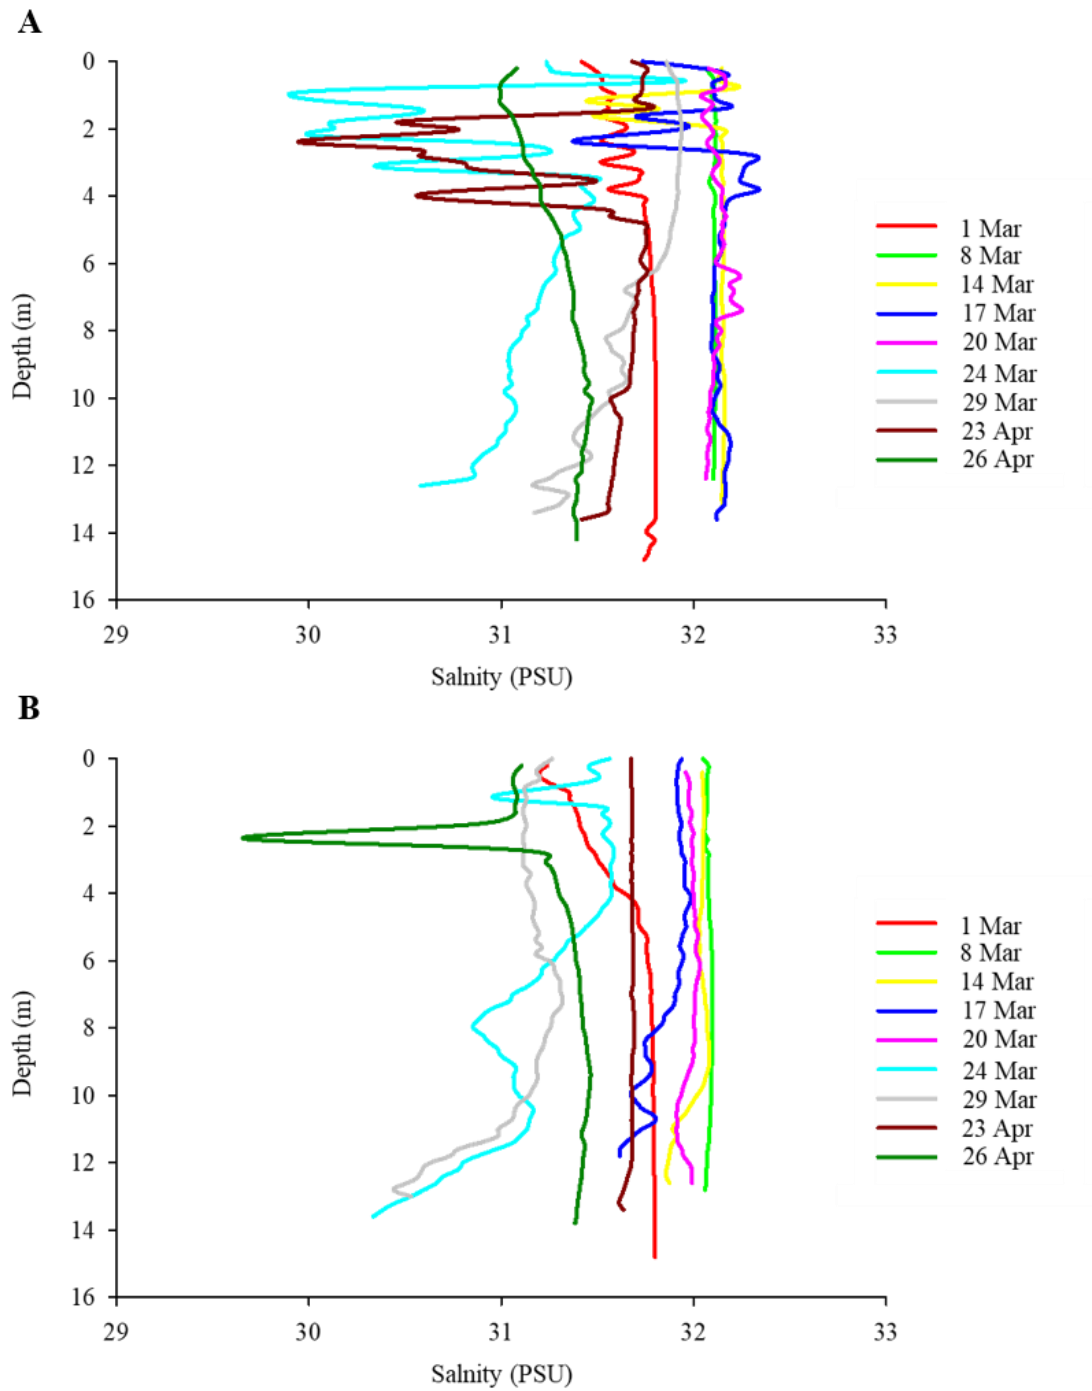 A
0
2
4
6
8
10
12
14
16
Depth (m)
29 30 31 32 33
Salnity (PSU)
1 Mar
8 Mar
14 Mar
17 Mar
20 Mar
24 Mar
29 Mar
23 Apr
26 Apr
B
0
2
4
6
8
10
12
14
16
Depth (m)
29 30 31 32 33
Salnity (PSU)
1 Mar
8 Mar
14 Mar
17 Mar
20 Mar
24 Mar
29 Mar
23 Apr
26 Apr